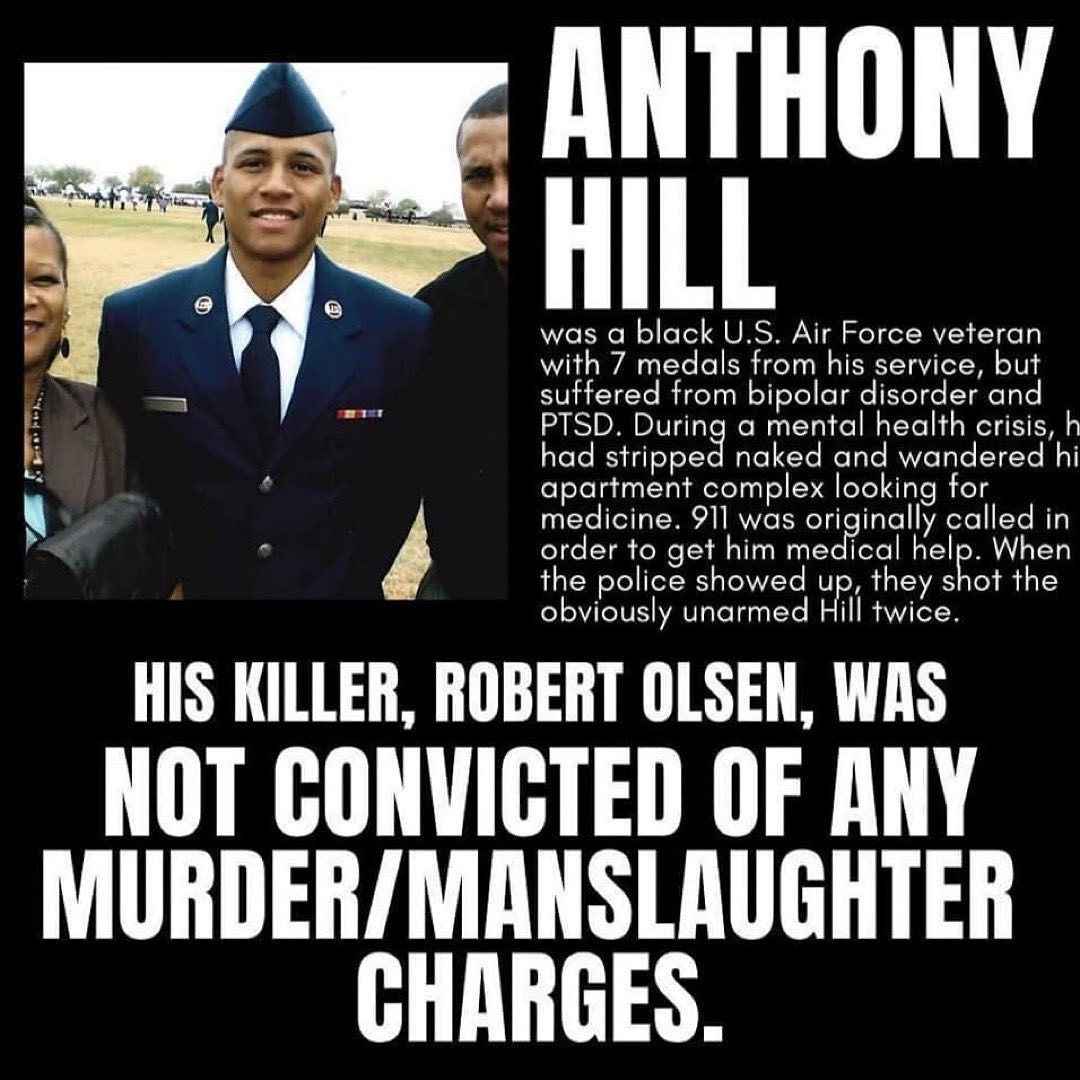 ANTHONY
HILL
was a black U.S. Air Force veteran
with 7 medals from his service, but
suffered from bipolar disorder and
PTSD. During a mental health crisis, h
had stripped naked and wandered hi
apartment complex looking for
medicine. 911 was originally called in
order to get him medical help. When
the police showed up, they shot the
obviously unarmed Hill twice.
HIS KILLER, ROBERT OLSEN, WAS
NOT CONVICTED OF ANY
MURDER/MANSLAUGHTER
CHARGES.